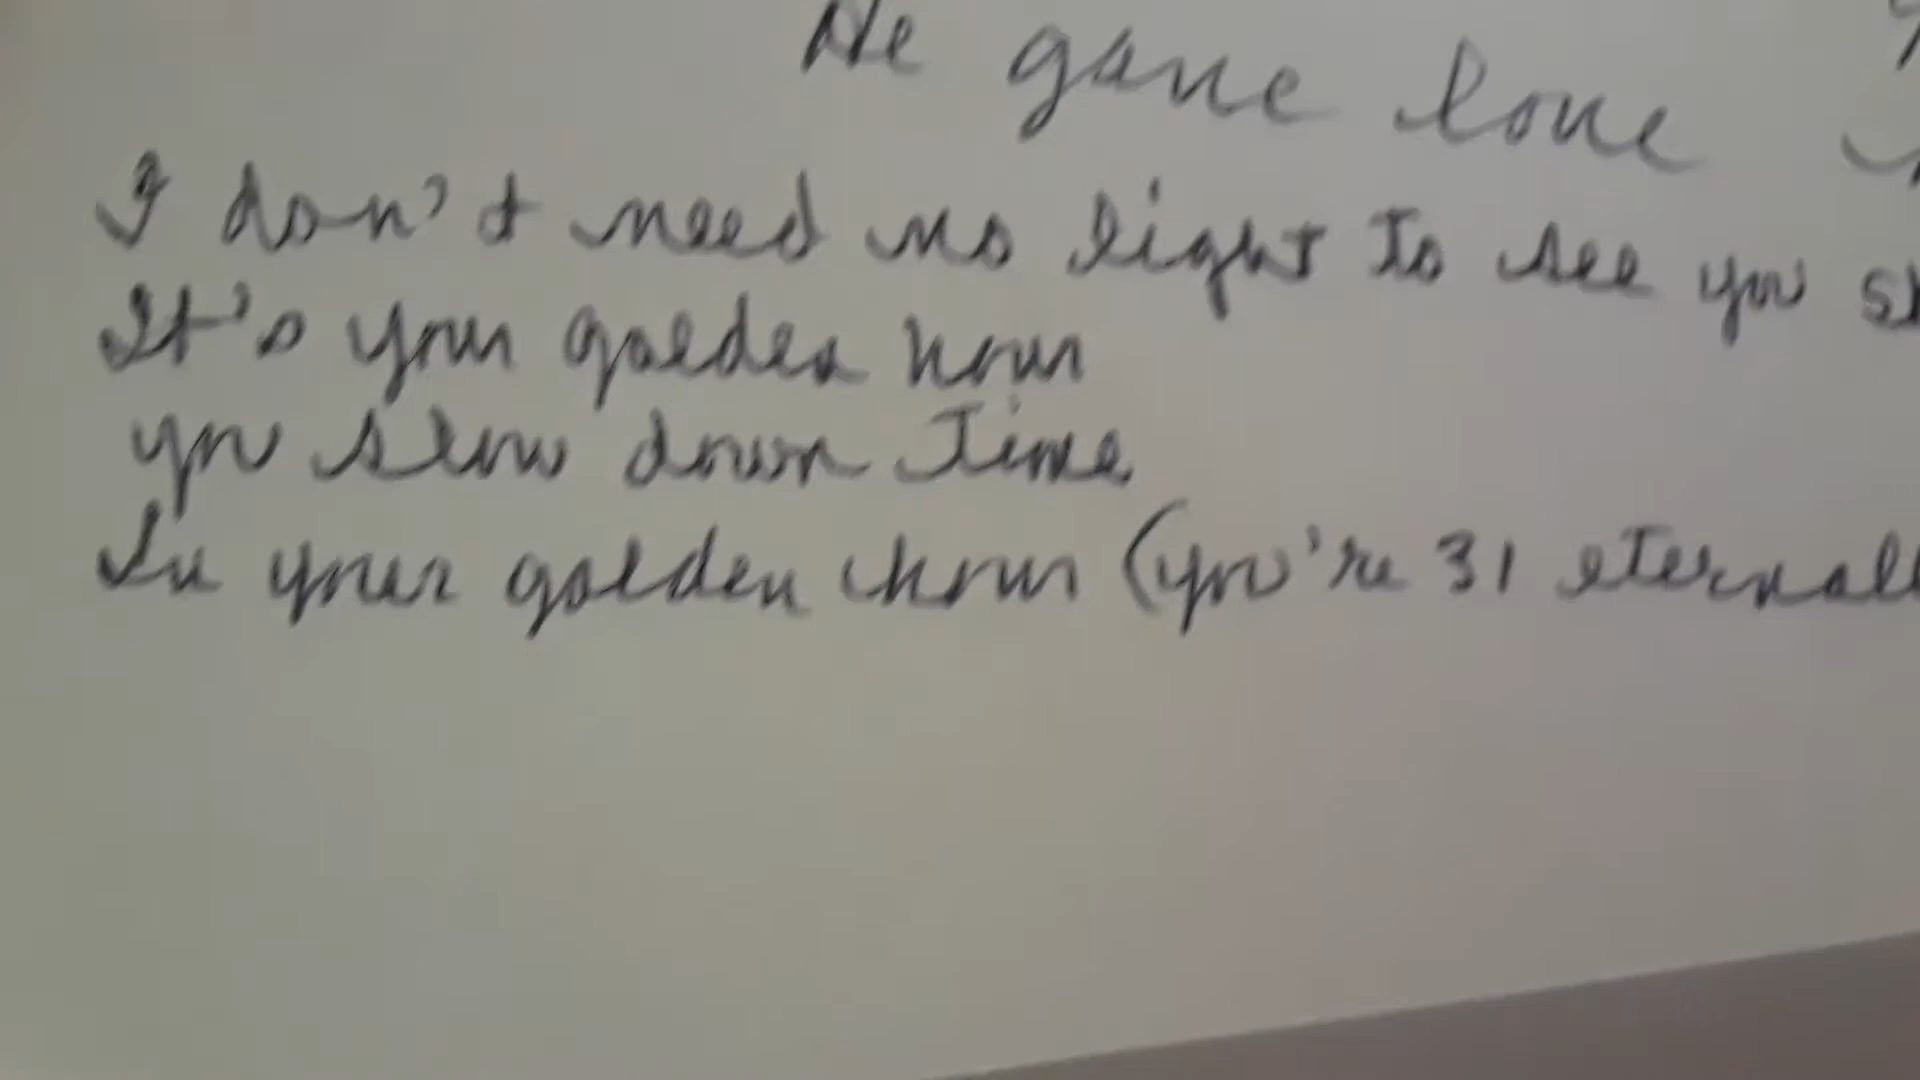 He gave love
I don't need no light to see you
It's your golden hour
you slow down Time
In your golden hour (you're 31